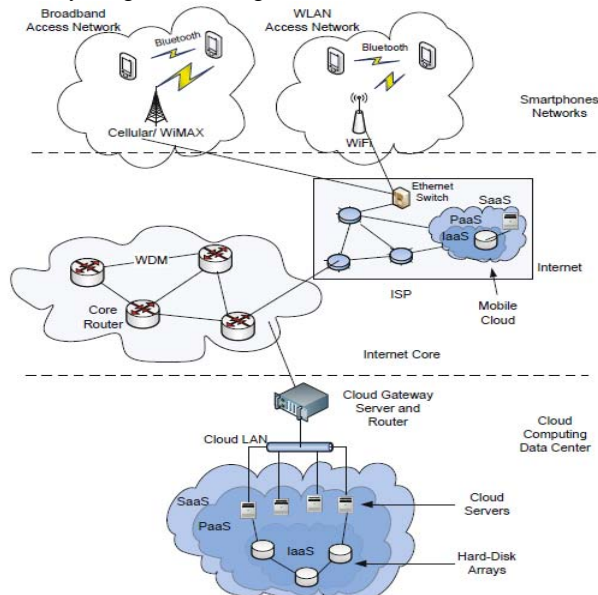 Broadband
Access Network
WLAN
Access Network
Bluetooth
Bluetooth
Smartphones
Networks
Cellular/ WiMAX
WiFi
Ethernet
Switch
SaaS
PaaS
IaaS
WDM
Internet
Core
Router
ISP
Mobile
Cloud
Internet Core
Cloud Gateway
Server and
Router
Cloud
Computing
Data Center
Cloud LAN
SaaS
PaaS
IaaS
Cloud
Servers
Hard-Disk
Arrays